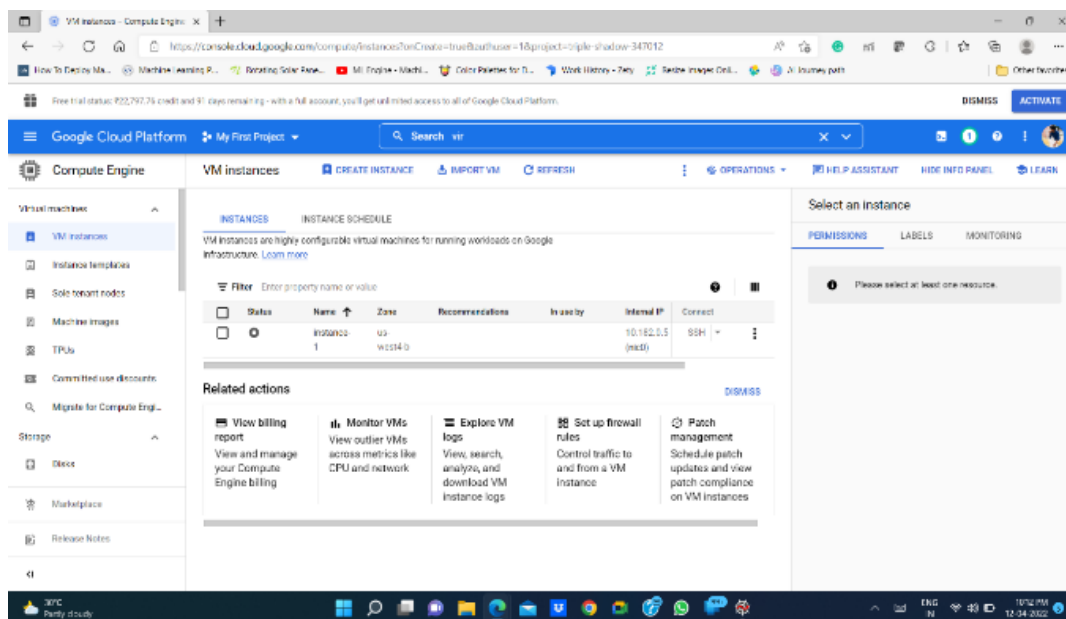 VM instances - Compute Engine
https://console.cloud.google.com/compute/instances?onCreate=true&authuser=1&project=triple-shadow-347012
How To Deploy Ma...
Machine Learning P...
Rotating Solar Pane...
ML Engine - Machi...
Color Palettes for D...
Work History - Zety
Resize Images Onli...
AI Journey path
Other favorites
Free trial status: ₹22,797.76 credit and 91 days remaining - with a full account, you'll get unlimited access to all of Google Cloud Platform.
DISMISS
ACTIVATE
Google Cloud Platform
My First Project
Search vir
1
Compute Engine
VM instances
CREATE INSTANCE
IMPORT VM
REFRESH
OPERATIONS
HELP ASSISTANT
HIDE INFO PANEL
LEARN
Virtual machines
VM instances
Instance templates
Sole tenant nodes
Machine images
TPUs
Committed use discounts
Migrate for Compute Engi...
Storage
Disks
Marketplace
Release Notes
INSTANCES
INSTANCE SCHEDULE
VM instances are highly configurable virtual machines for running workloads on Google
infrastructure. Learn more
Filter Enter property name or value
Status Name Zone Recommendations In use by Internal IP Connect
instance- us- 10.182.0.5 SSH
1 west4-b (nic0)
Related actions
DISMISS
View billing
report
View and manage
your Compute
Engine billing
Monitor VMs
View outlier VMs
across metrics like
CPU and network
Explore VM
logs
View, search,
analyze, and
download VM
instance logs
Set up firewall
rules
Control traffic to
and from a VM
instance
Patch
management
Schedule patch
updates and view
patch compliance
on VM instances
Select an instance
PERMISSIONS
LABELS
MONITORING
Please select at least one resource.
30°C
Partly cloudy
ENG
IN
10:12 PM
12-04-2022